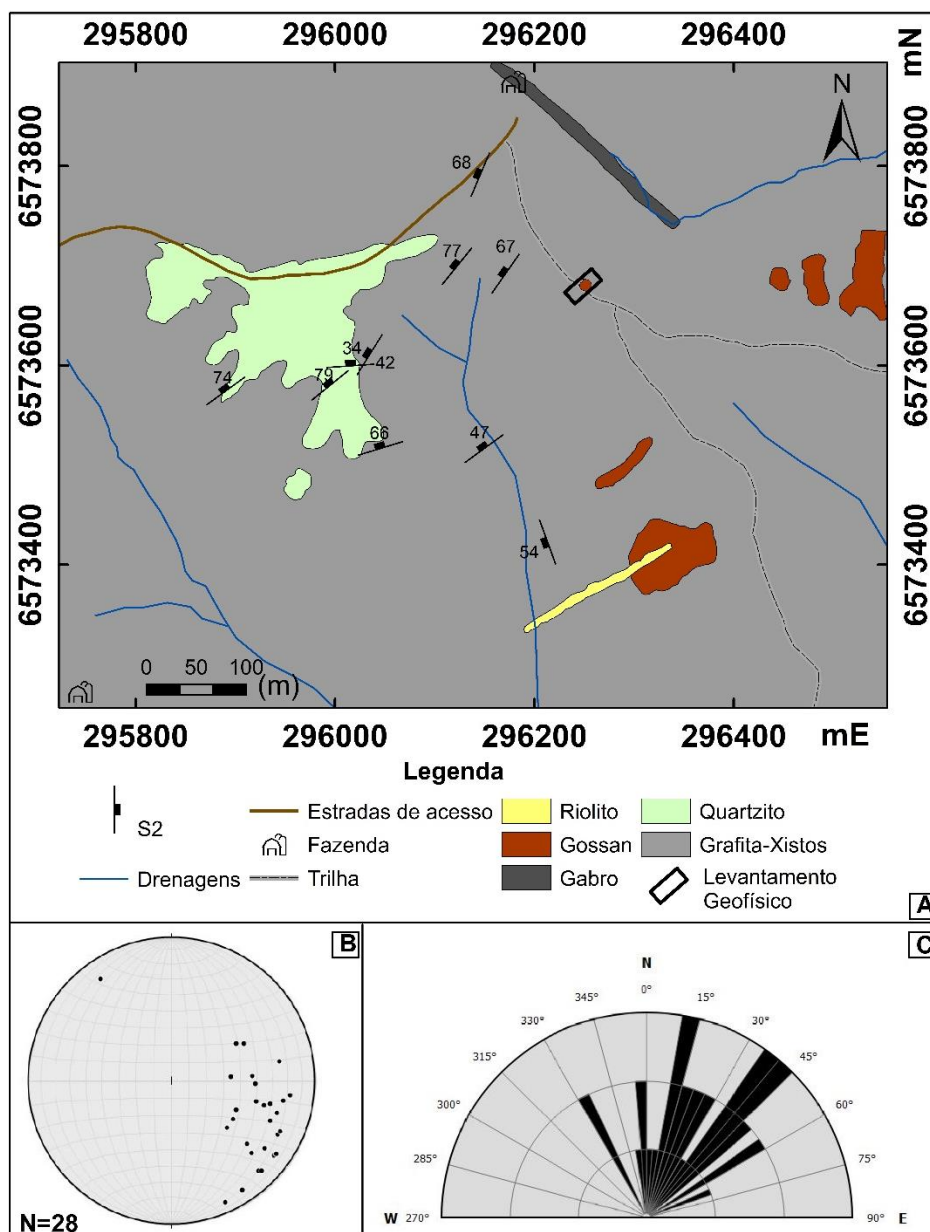 295800 296000 296200 296400 mN
N
6573800 6573800
68
77 67
6573600 6573600
34
42
74 79
66 47
6573400 6573400
54
0 50 100
(m)
295800 296000 296200 296400 mE
Legenda
S2
Estradas de acesso
Riolito
Quartzito
Fazenda
Gossan
Grafita-Xistos
Drenagens
Trilha
Gabro
Levantamento
Geofísico
A
B
N=28
C
N
0°
345° 15°
330° 30°
315° 45°
300° 60°
285° 75°
W 270° 90° E